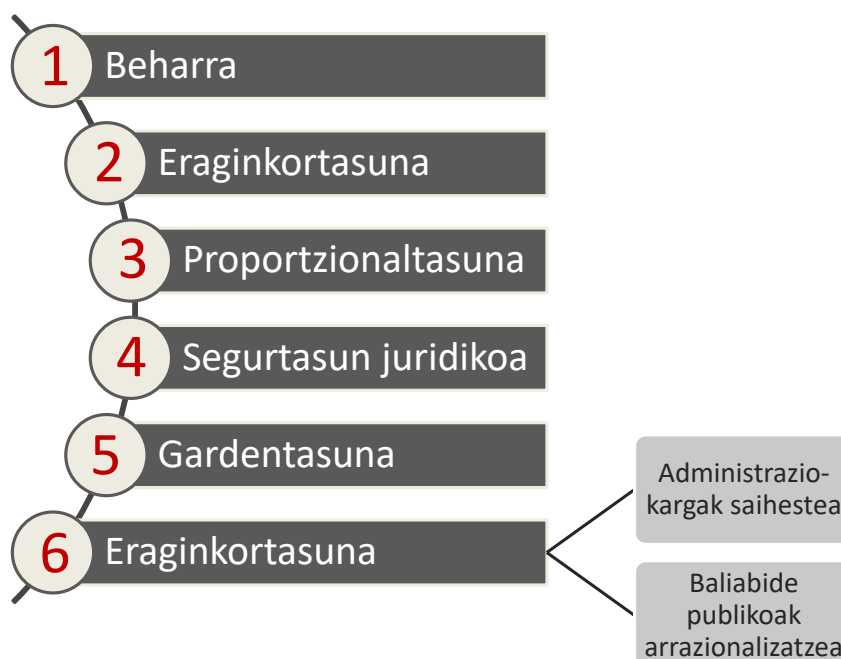 1 Beharra
2 Eraginkortasuna
3 Proportzionaltasuna
4 Segurtasun juridikoa
5 Gardentasuna
6 Eraginkortasuna
Administrazio-
kargak saihestea
Baliabide
publikoak
arrazionalizatzea